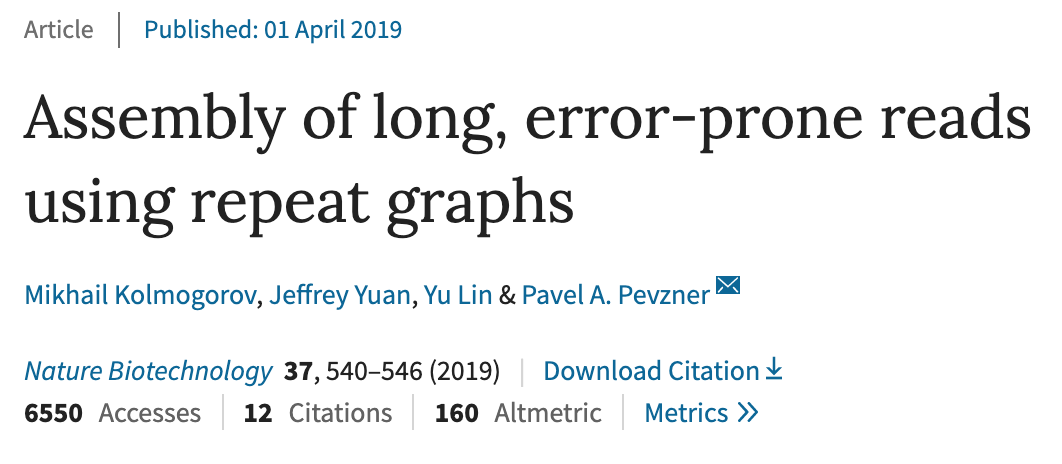 Article | Published: 01 April 2019
Assembly of long, error-prone reads
using repeat graphs
Mikhail Kolmogorov, Jeffrey Yuan, Yu Lin & Pavel A. Pevzner
Nature Biotechnology 37, 540–546 (2019) | Download Citation
6550 Accesses | 12 Citations | 160 Altmetric | Metrics